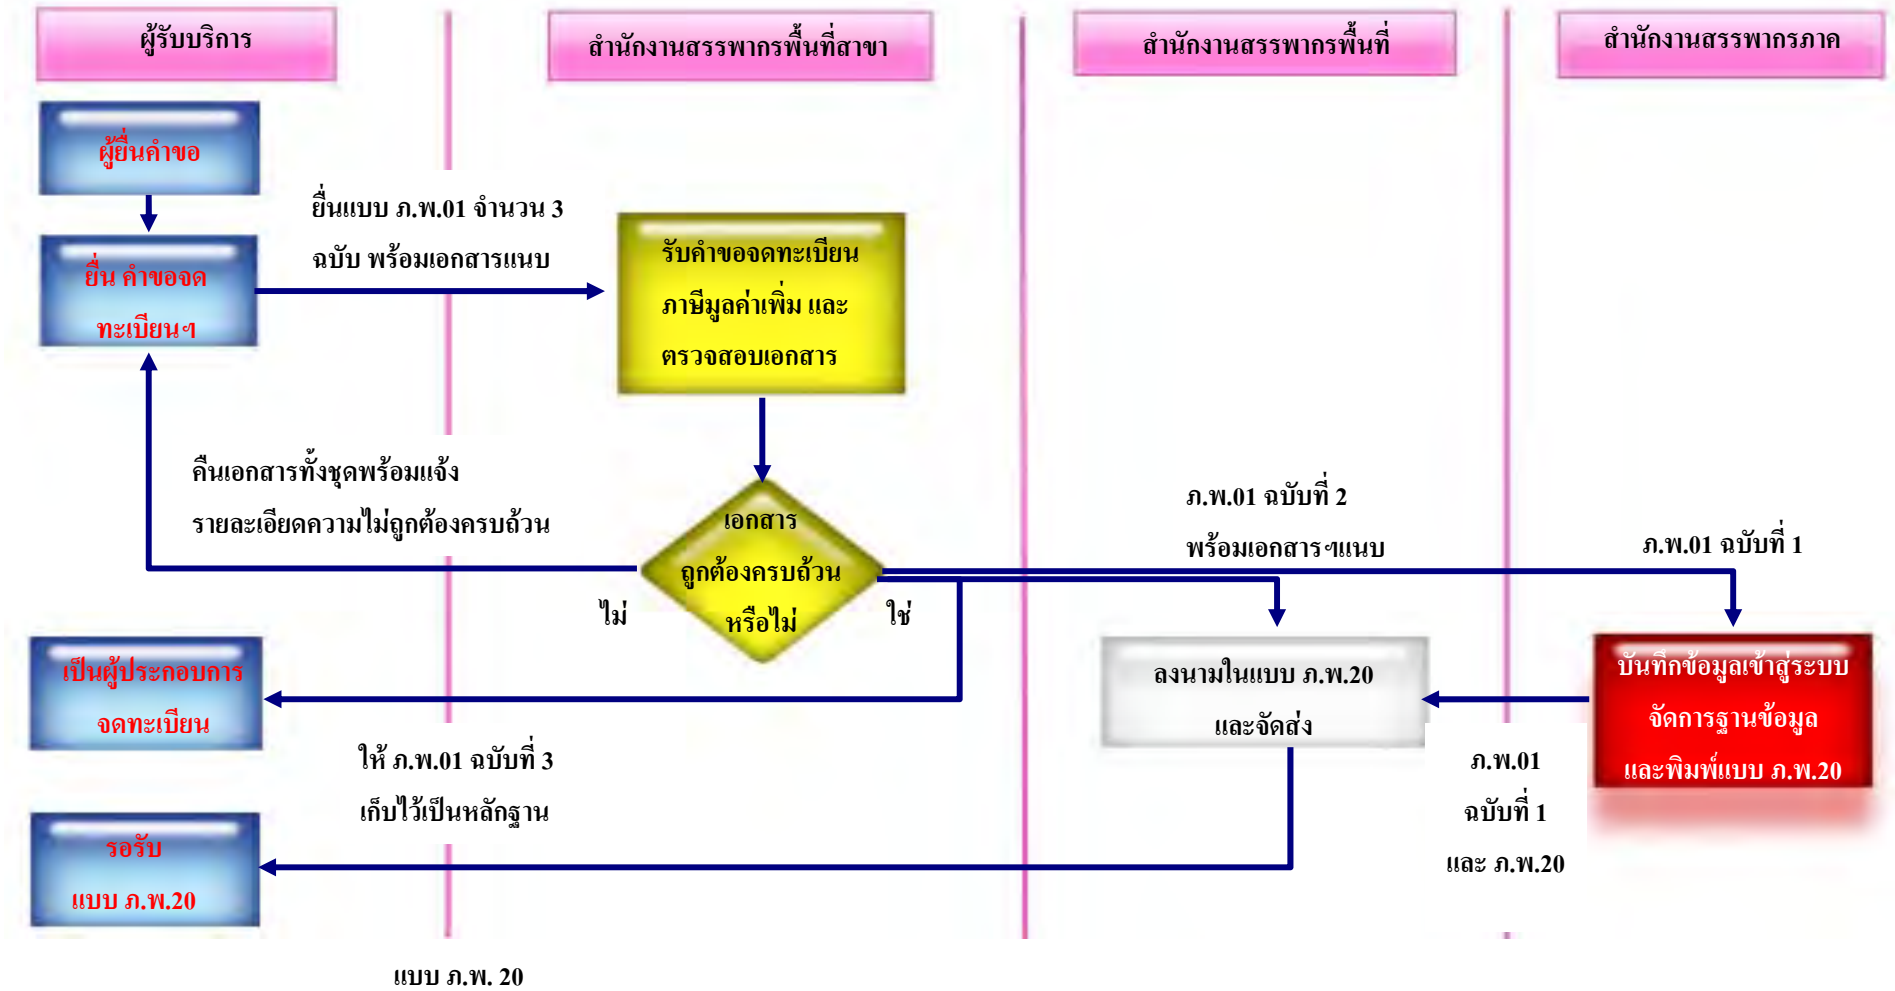 ผู้รับบริการ
สำนักงานสรรพากรพื้นที่สาขา
สำนักงานสรรพากรพื้นที่
สำนักงานสรรพากรภาค
ผู้ยื่นคำขอ
ยื่นแบบ ภ.พ.01 จำนวน 3
ฉบับ พร้อมเอกสารแนบ
ยื่น คำขอจด
ทะเบียนฯ
รับคำขอจดทะเบียน
ภาษีมูลค่าเพิ่ม และ
ตรวจสอบเอกสาร
คืนเอกสารทั้งชุดพร้อมแจ้ง
รายละเอียดความไม่ถูกต้องครบถ้วน
เอกสาร
ถูกต้องครบถ้วน
หรือไม่
ไม่
ใช่
ภ.พ.01 ฉบับที่ 2
พร้อมเอกสารฯแนบ
ภ.พ.01 ฉบับที่ 1
เป็นผู้ประกอบการ
จดทะเบียน
ลงนามในแบบ ภ.พ.20
และจัดส่ง
บันทึกข้อมูลเข้าสู่ระบบ
จัดการฐานข้อมูล
และพิมพ์แบบ ภ.พ.20
ให้ ภ.พ.01 ฉบับที่ 3
เก็บไว้เป็นหลักฐาน
ภ.พ.01
ฉบับที่ 1
และ ภ.พ.20
รอรับ
แบบ ภ.พ.20
แบบ ภ.พ. 20